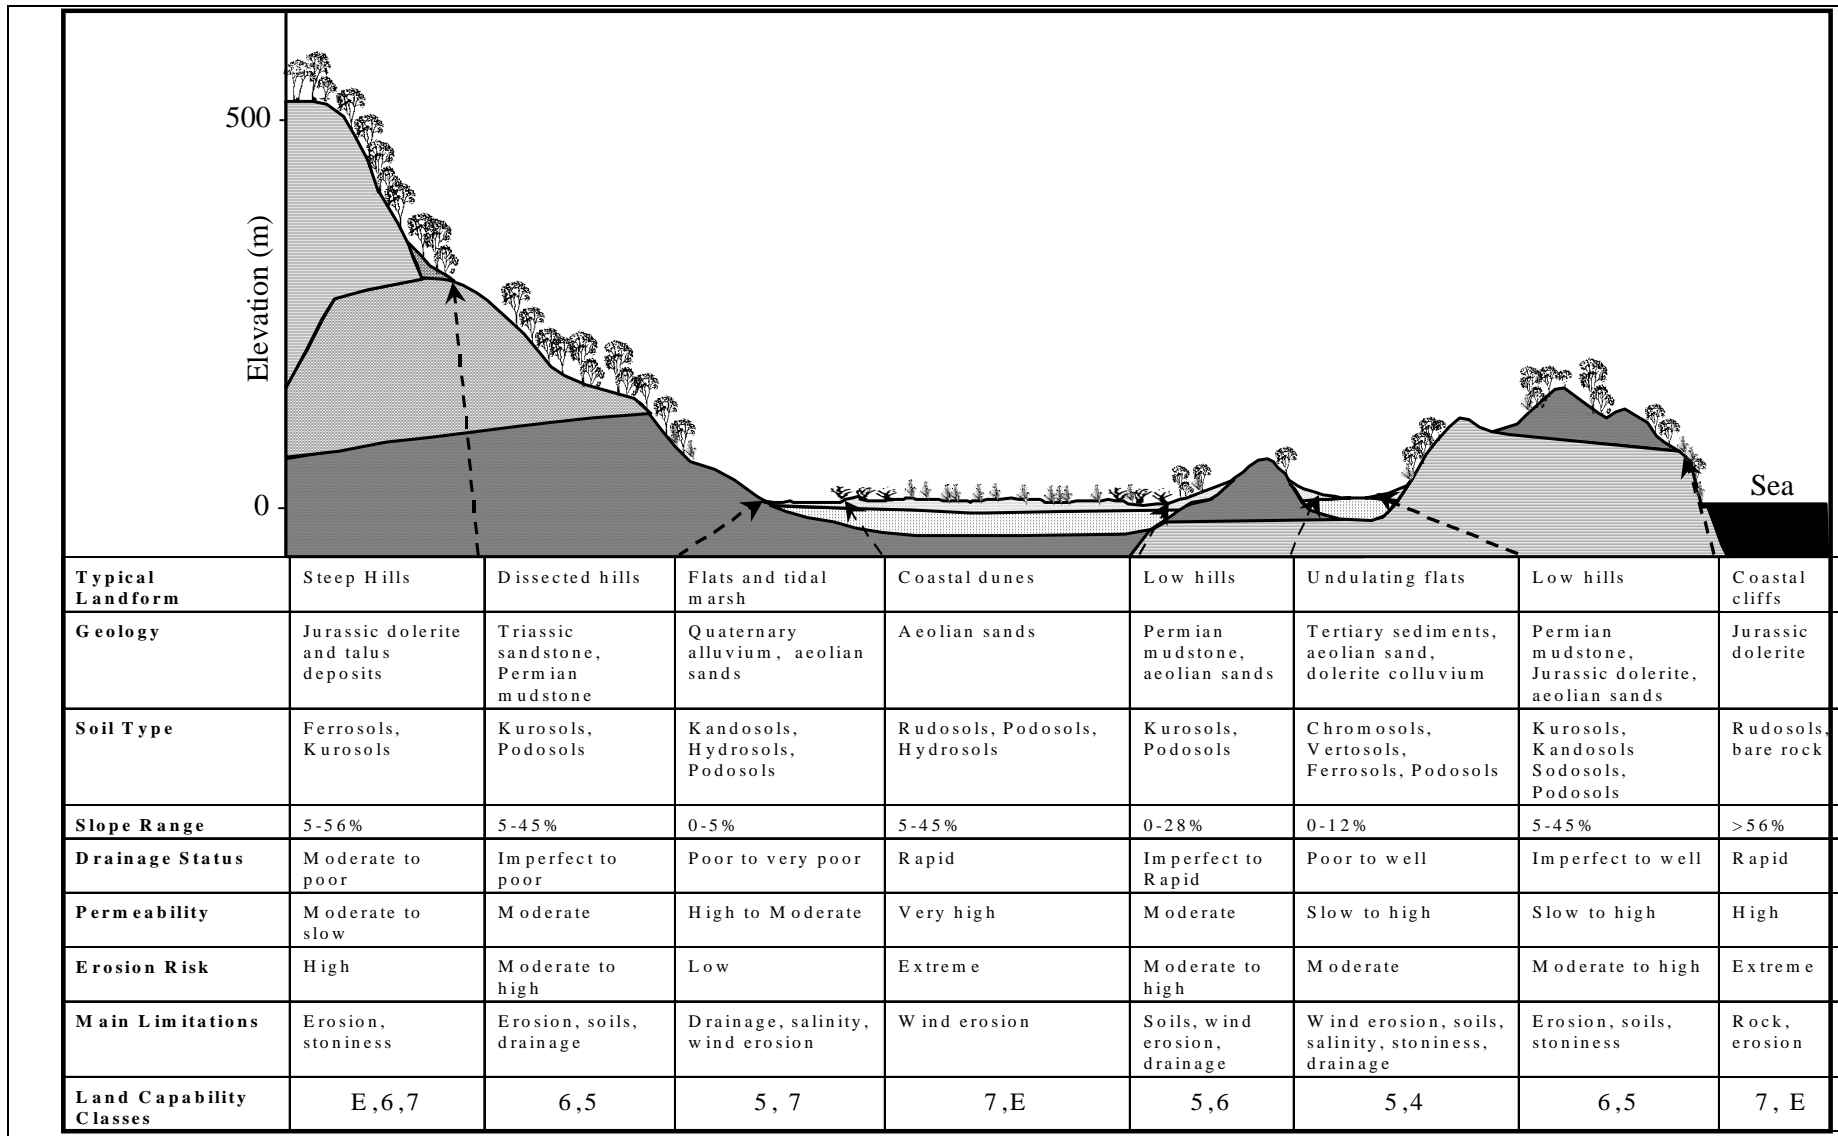 500
Elevation (m)
0
Sea
Typical
Landform
Steep Hills
Dissected hills
Flats and tidal
marsh
Coastal dunes
Low hills
Undulating flats
Low hills
Coastal
cliffs
Geology
Jurassic dolerite
and talus
deposits
Triassic
sandstone,
Permian
mudstone
Quaternary
alluvium, aeolian
sands
Aeolian sands
Permian
mudstone,
aeolian sands
Tertiary sediments,
aeolian sand,
dolerite colluvium
Permian
mudstone,
Jurassic dolerite,
aeolian sands
Jurassic
dolerite
Soil Type
Ferrosols,
Kurosols
Kurosols,
Podosols
Kandosols,
Hydrosols,
Podosols
Rudosols, Podosols,
Hydrosols
Kurosols,
Podosols
Chromosols,
Vertosols,
Ferrosols, Podosols
Kurosols,
Kandosols
Sodosols,
Podosols
Rudosols,
bare rock
Slope Range
5-56%
5-45%
0-5%
5-45%
0-28%
0-12%
5-45%
>56%
Drainage Status
Moderate to
poor
Imperfect to
poor
Poor to very poor
Rapid
Imperfect to
Rapid
Poor to well
Imperfect to well
Rapid
Permeability
Moderate to
slow
Moderate
High to Moderate
Very high
Moderate
Slow to high
Slow to high
High
Erosion Risk
High
Moderate to
high
Low
Extreme
Moderate to
high
Moderate
Moderate to high
Extreme
Main Limitations
Erosion,
stoniness
Erosion, soils,
drainage
Drainage, salinity,
wind erosion
Wind erosion
Soils, wind
erosion,
drainage
Wind erosion, soils,
salinity, stoniness,
drainage
Erosion, soils,
stoniness
Rock,
erosion
Land Capability
Classes
E,6,7
6,5
5, 7
7,E
5,6
5,4
6,5
7, E